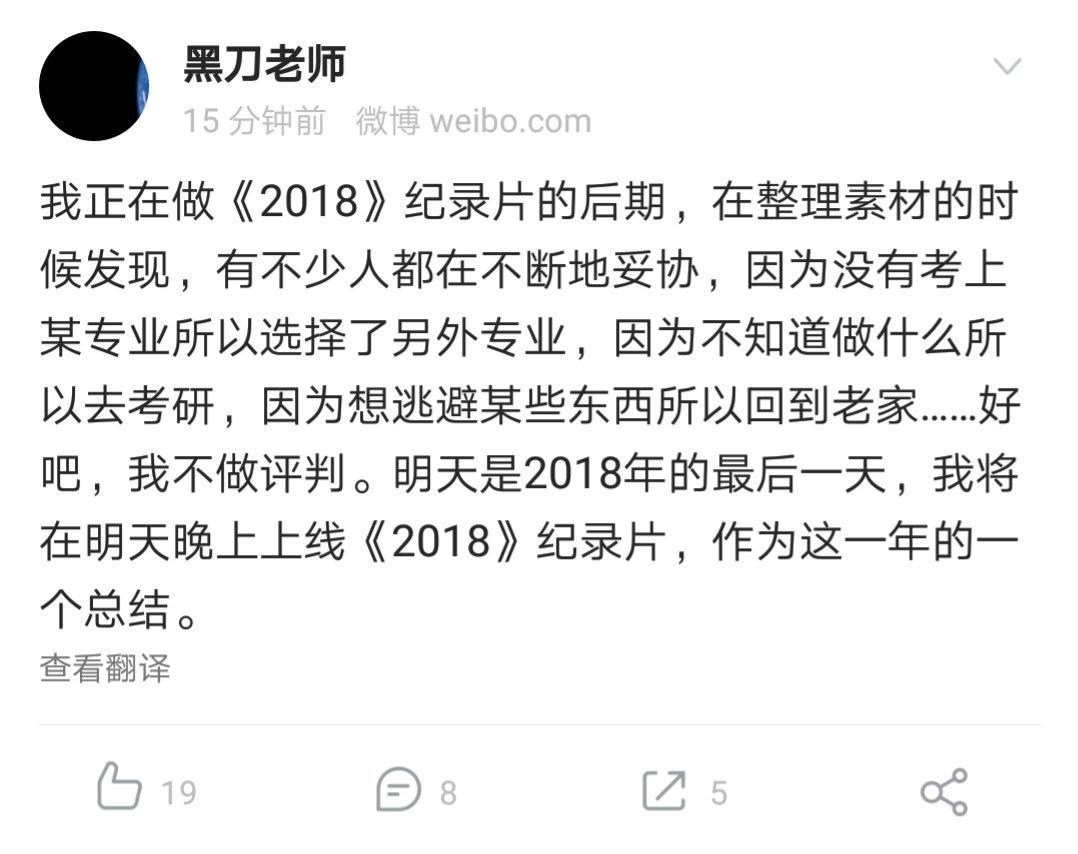 黑刀老师
15 分钟前 微博 weibo.com
我正在做《2018》纪录片的后期，在整理素材的时
候发现，有不少人都在不断地妥协，因为没有考上
某专业所以选择了另外专业，因为不知道做什么所
以去考研，因为想逃避某些东西所以回到老家……好
吧，我不做评判。明天是2018年的最后一天，我将
在明天晚上上线《2018》纪录片，作为这一年的一
个总结。
查看翻译
19 8 5